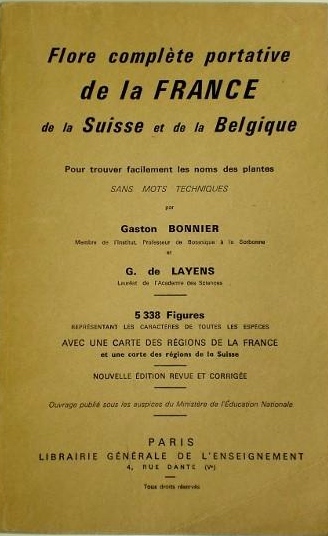 Flore complète portative
de la FRANCE
de la Suisse et de la Belgique
Pour trouver facilement les noms des plantes
SANS MOTS TECHNIQUES
par
Gaston BONNIER
Membre de l'Institut, Professeur de Botanique à la Sorbonne
et
G. de LAYENS
Lauréat de l'Académie des Sciences
5 338 Figures
REPRÉSENTANT LES CARACTÈRES DE TOUTES LES ESPÈCES
AVEC UNE CARTE DES RÉGIONS DE LA FRANCE
et une carte des régions de la Suisse
NOUVELLE ÉDITION REVUE ET CORRIGÉE
Ouvrage publié sous les auspices du Ministère de l'Éducation Nationale
PARIS
LIBRAIRIE GÉNÉRALE DE L'ENSEIGNEMENT
4, RUE DANTE (Vᵉ)
Tous droits réservés